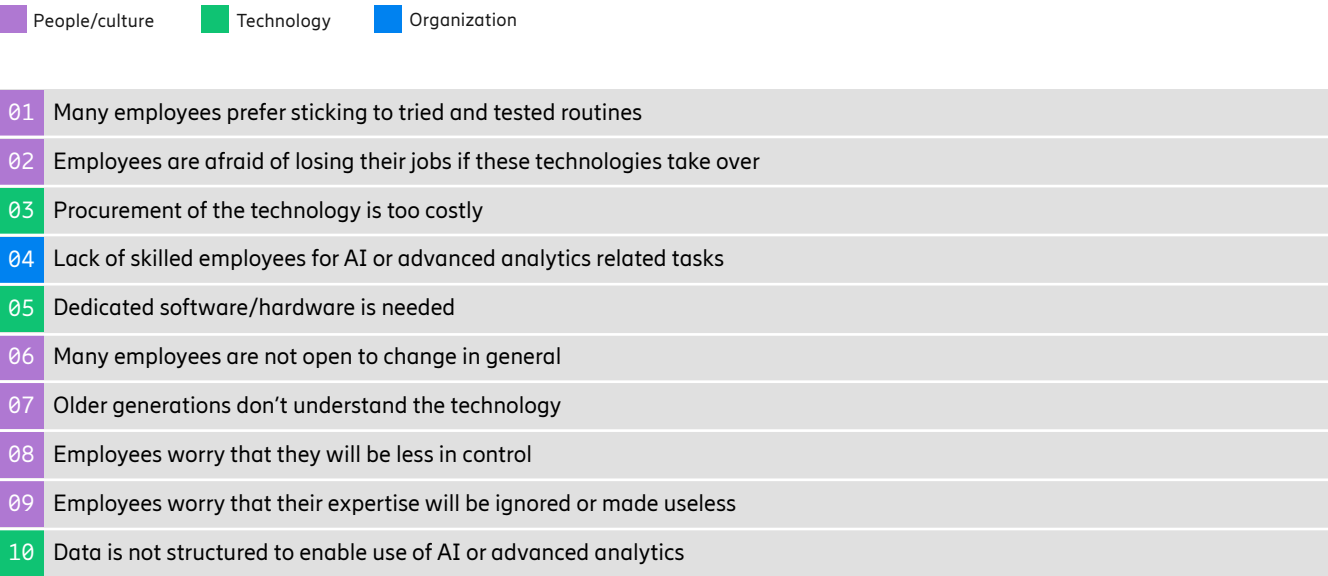 People/culture Technology Organization
01 Many employees prefer sticking to tried and tested routines
02 Employees are afraid of losing their jobs if these technologies take over
03 Procurement of the technology is too costly
04 Lack of skilled employees for AI or advanced analytics related tasks
05 Dedicated software/hardware is needed
06 Many employees are not open to change in general
07 Older generations don’t understand the technology
08 Employees worry that they will be less in control
09 Employees worry that their expertise will be ignored or made useless
10 Data is not structured to enable use of AI or advanced analytics